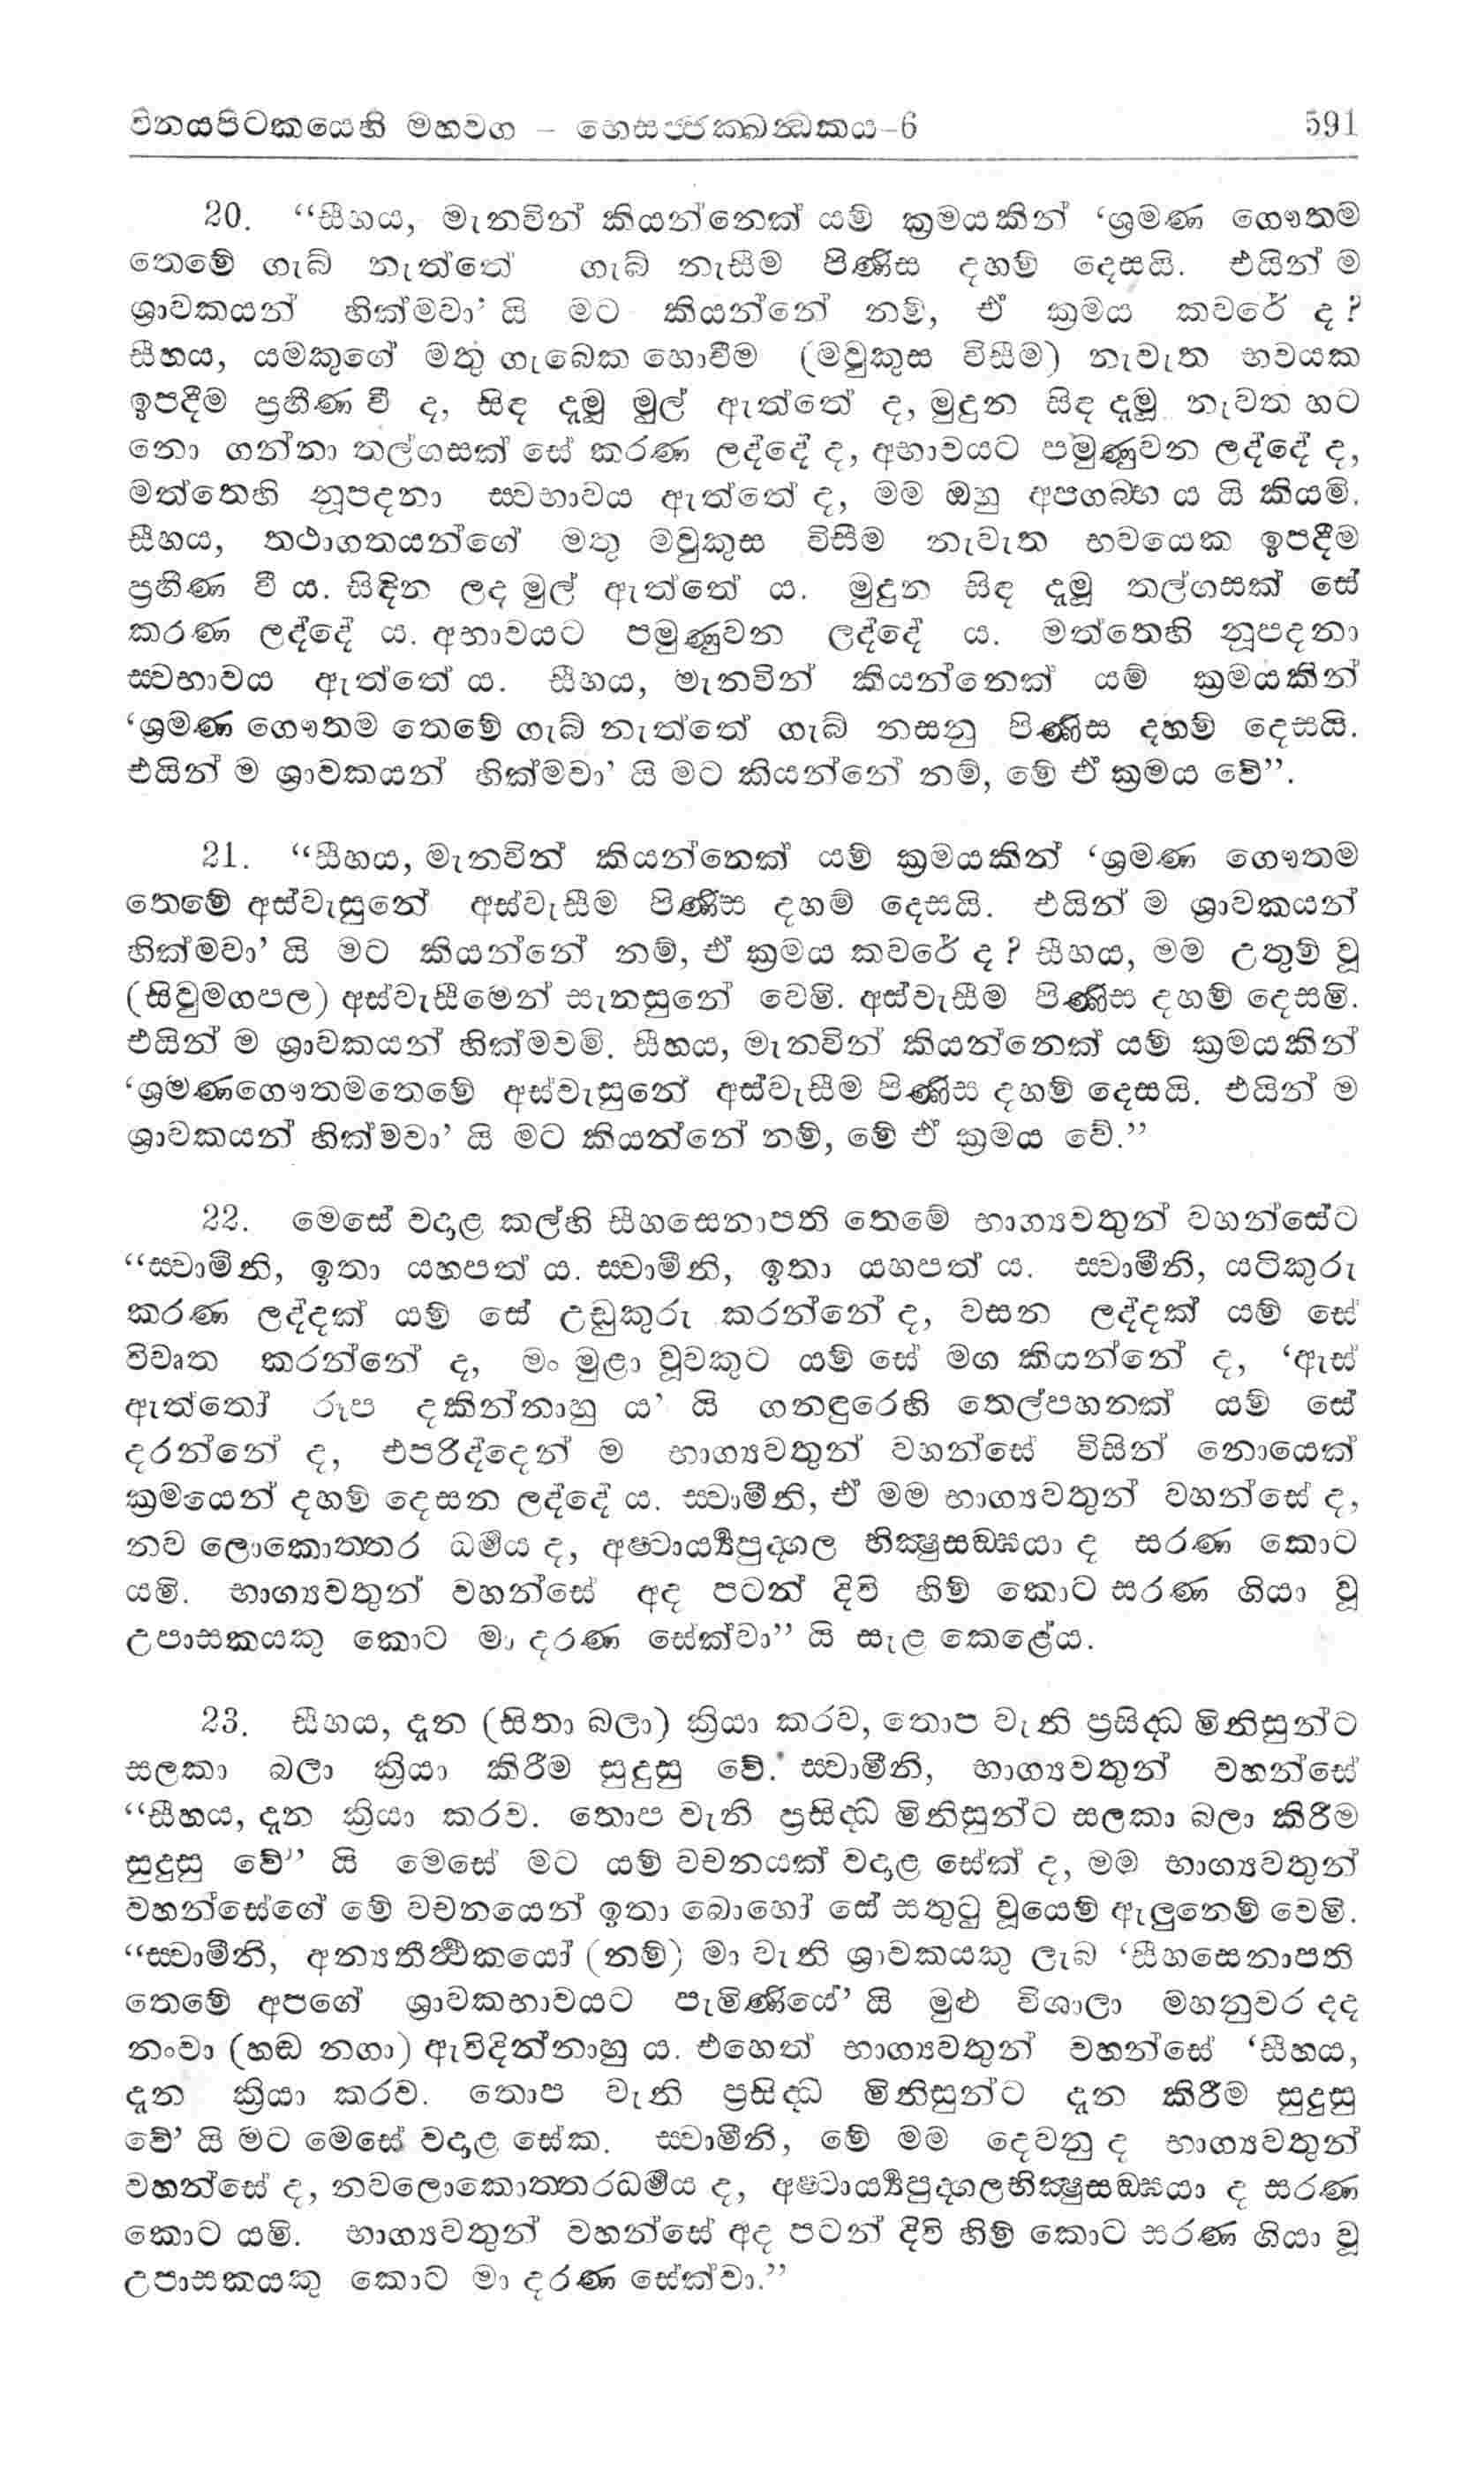 විනයපිටකයෙහි මහවග – භෙසජ්ජක්ඛන්ධකය–6 591
20. “සීහය, මැනවින් කියන්නෙක් යම් ක්‍රමයකින් ‘ශ්‍රමණ ගෞතම
තෙමේ ගැබ් නැත්තේ ගැබ් නැසීම පිණිස දහම් දෙසයි. එයින් ම
ශ්‍රාවකයන් හික්මවා’ යි මට කියන්නේ නම්, ඒ ක්‍රමය කවරේ ද ?
සීහය, යමකුගේ මතු ගැබෙක හොවීම (මවුකුස විසීම) නැවැත භවයක
ඉපදීම ප්‍රහීණ වී ද, සිඳ දැමූ මුල් ඇත්තේ ද, මුදුන සිඳ දැමූ නැවත හට
නො ගන්නා තල්ගසක් සේ කරණ ලද්දේ ද, අභාවයට පමුණුවන ලද්දේ ද,
මත්තෙහි නූපදනා ස්වභාවය ඇත්තේ ද, මම ඔහු අපගබ්භ ය යි කියමි.
සීහය, තථාගතයන්ගේ මතු මවුකුස විසීම නැවැත භවයෙක ඉපදීම
ප්‍රහීණ වී ය. සිඳින ලද මුල් ඇත්තේ ය. මුදුන සිඳ දැමූ තල්ගසක් සේ
කරණ ලද්දේ ය. අභාවයට පමුණුවන ලද්දේ ය. මත්තෙහි නූපදනා
ස්වභාවය ඇත්තේ ය. සීහය, මැනවින් කියන්නෙක් යම් ක්‍රමයකින්
‘ශ්‍රමණ ගෞතම තෙමේ ගැබ් නැත්තේ ගැබ් නසනු පිණිස දහම් දෙසයි.
එයින් ම ශ්‍රාවකයන් හික්මවා’ යි මට කියන්නේ නම්, මේ ඒ ක්‍රමය වේ”.
21. “සීහය, මැනවින් කියන්නෙක් යම් ක්‍රමයකින් ‘ශ්‍රමණ ගෞතම
තෙමේ අස්වැසුනේ අස්වැසීම පිණිස දහම් දෙසයි. එයින් ම ශ්‍රාවකයන්
හික්මවා’ යි මට කියන්නේ නම්, ඒ ක්‍රමය කවරේ ද ? සීහය, මම උතුම් වූ
(සිවුමගපල) අස්වැසීමෙන් සැනසුනේ වෙමි. අස්වැසීම පිණිස දහම් දෙසමි.
එයින් ම ශ්‍රාවකයන් හික්මවමි. සීහය, මැනවින් කියන්නෙක් යම් ක්‍රමයකින්
‘ශ්‍රමණගෞතමතෙමේ අස්වැසුනේ අස්වැසීම පිණිස දහම් දෙසයි. එයින් ම
ශ්‍රාවකයන් හික්මවා’ යි මට කියන්නේ නම්, මේ ඒ ක්‍රමය වේ.”
22. මෙසේ වදාළ කල්හි සීහසෙනාපති තෙමේ භාග්‍යවතුන් වහන්සේට
“ස්වාමීනි, ඉතා යහපත් ය. ස්වාමීනි, ඉතා යහපත් ය. ස්වාමීනි, යටිකුරු
කරණ ලද්දක් යම් සේ උඩුකුරු කරන්නේ ද, වසන ලද්දක් යම් සේ
විවෘත කරන්නේ ද, මං මුළා වූවකුට යම් සේ මග කියන්නේ ද, ‘ඇස්
ඇත්තෝ රූප දකින්නාහු ය’ යි ගනඳුරෙහි තෙල්පහනක් යම් සේ
දරන්නේ ද, එපරිද්දෙන් ම භාග්‍යවතුන් වහන්සේ විසින් නොයෙක්
ක්‍රමයෙන් දහම් දෙසන ලද්දේ ය. ස්වාමීනි, ඒ මම භාග්‍යවතුන් වහන්සේ ද,
නව ලොකොත්තර ධර්‍මය ද, අෂ්ටාර්‍ය්‍යපුද්ගල භික්ෂුසඞ්ඝයා ද සරණ කොට
යමි. භාග්‍යවතුන් වහන්සේ අද පටන් දිවි හිම් කොට සරණ ගියා වූ
උපාසකයකු කොට මා දරණ සේක්වා” යි සැළ කෙළේය.
23. සීහය, දැන (සිතා බලා) ක්‍රියා කරව, තොප වැනි ප්‍රසිද්ධ මිනිසුන්ට
සලකා බලා ක්‍රියා කිරීම සුදුසු වේ. ස්වාමීනි, භාග්‍යවතුන් වහන්සේ
“සීහය, දැන ක්‍රියා කරව. තොප වැනි ප්‍රසිද්ධ මිනිසුන්ට සලකා බලා කිරීම
සුදුසු වේ” යි මෙසේ මට යම් වචනයක් වදාළ සේක් ද, මම භාග්‍යවතුන්
වහන්සේගේ මේ වචනයෙන් ඉතා බොහෝ සේ සතුටු වූයෙම් ඇලුනෙම් වෙමි.
“ස්වාමීනි, අන්‍යතීර්‍ත්‍ථකයෝ (නම්) මා වැනි ශ්‍රාවකයකු ලැබ ‘සීහසෙනාපති
තෙමේ අපගේ ශ්‍රාවකභාවයට පැමිණියේ’ යි මුළු විශාලා මහනුවර දද
නංවා (හඬ නගා) ඇවිදින්නාහු ය. එහෙත් භාග්‍යවතුන් වහන්සේ ‘සීහය,
දැන ක්‍රියා කරව. තොප වැනි ප්‍රසිද්ධ මිනිසුන්ට දැන කිරීම සුදුසු
වේ’ යි මට මෙසේ වදාළ සේක. ස්වාමීනි, මේ මම දෙවනු ද භාග්‍යවතුන්
වහන්සේ ද, නවලොකොත්තරධර්‍මය ද, අෂ්ටාර්‍ය්‍යපුද්ගලභික්ෂුසඞ්ඝයා ද සරණ
කොට යමි. භාග්‍යවතුන් වහන්සේ අද පටන් දිවි හිම් කොට සරණ ගියා වූ
උපාසකයකු කොට මා දරණ සේක්වා.”